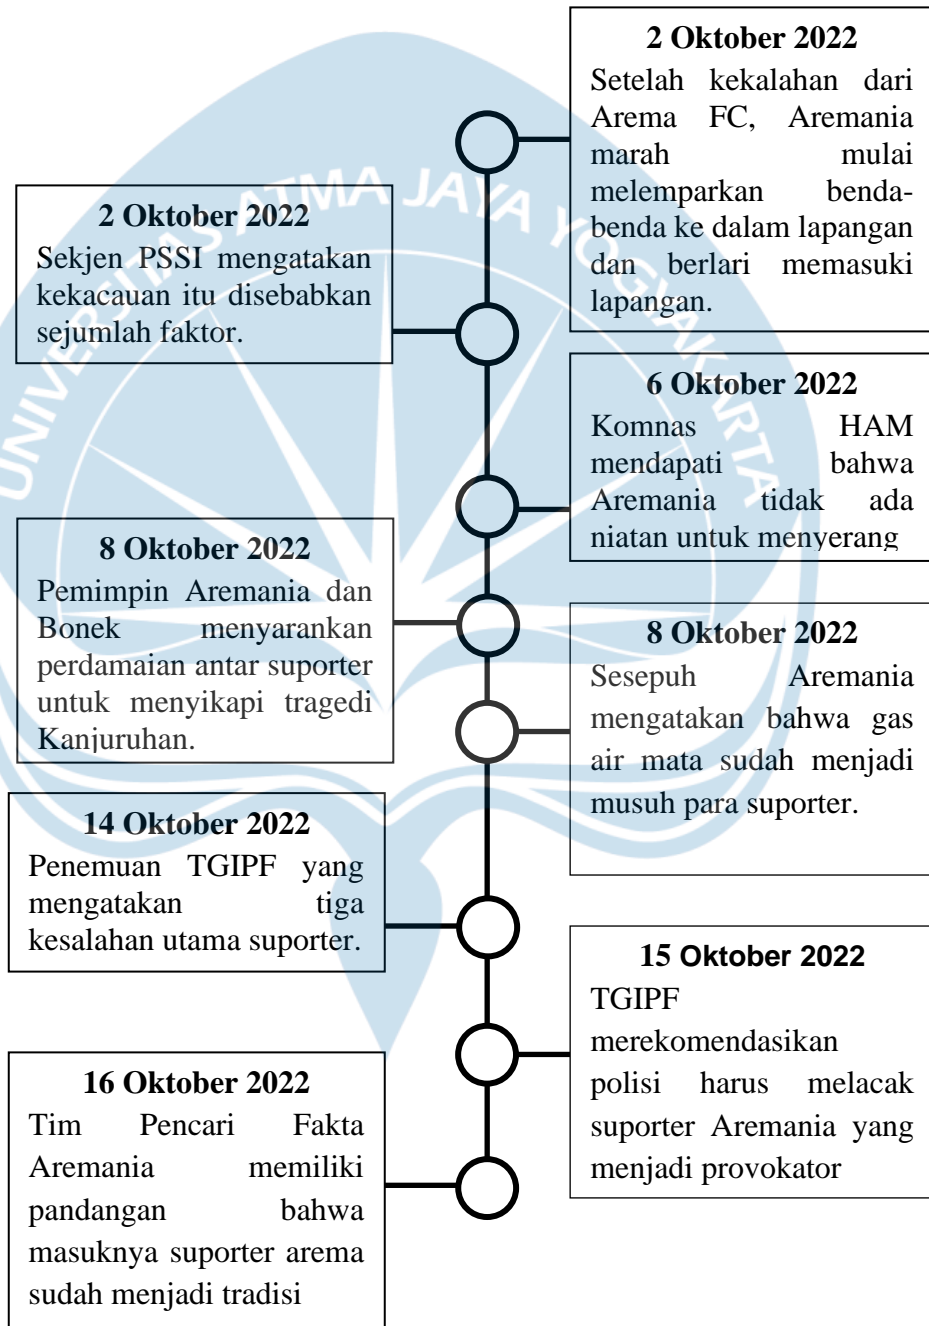 2 Oktober 2022
Setelah kekalahan dari
Arema FC, Aremania
marah mulai
melemparkan benda-
benda ke dalam lapangan
dan berlari memasuki
lapangan.
2 Oktober 2022
Sekjen PSSI mengatakan
kekacauan itu disebabkan
sejumlah faktor.
6 Oktober 2022
Komnas HAM
mendapati bahwa
Aremania tidak ada
niatan untuk menyerang
8 Oktober 2022
Pemimpin Aremania dan
Bonek menyarankan
perdamaian antar suporter
untuk menyikapi tragedi
Kanjuruhan.
8 Oktober 2022
Sesepuh Aremania
mengatakan bahwa gas
air mata sudah menjadi
musuh para suporter.
14 Oktober 2022
Penemuan TGIPF yang
mengatakan tiga
kesalahan utama suporter.
15 Oktober 2022
TGIPF
merekomendasikan
polisi harus melacak
suporter Aremania yang
menjadi provokator
16 Oktober 2022
Tim Pencari Fakta
Aremania memiliki
pandangan bahwa
masuknya suporter arema
sudah menjadi tradisi
UNIVERSITAS ATMA JAYA YOGYAKARTA